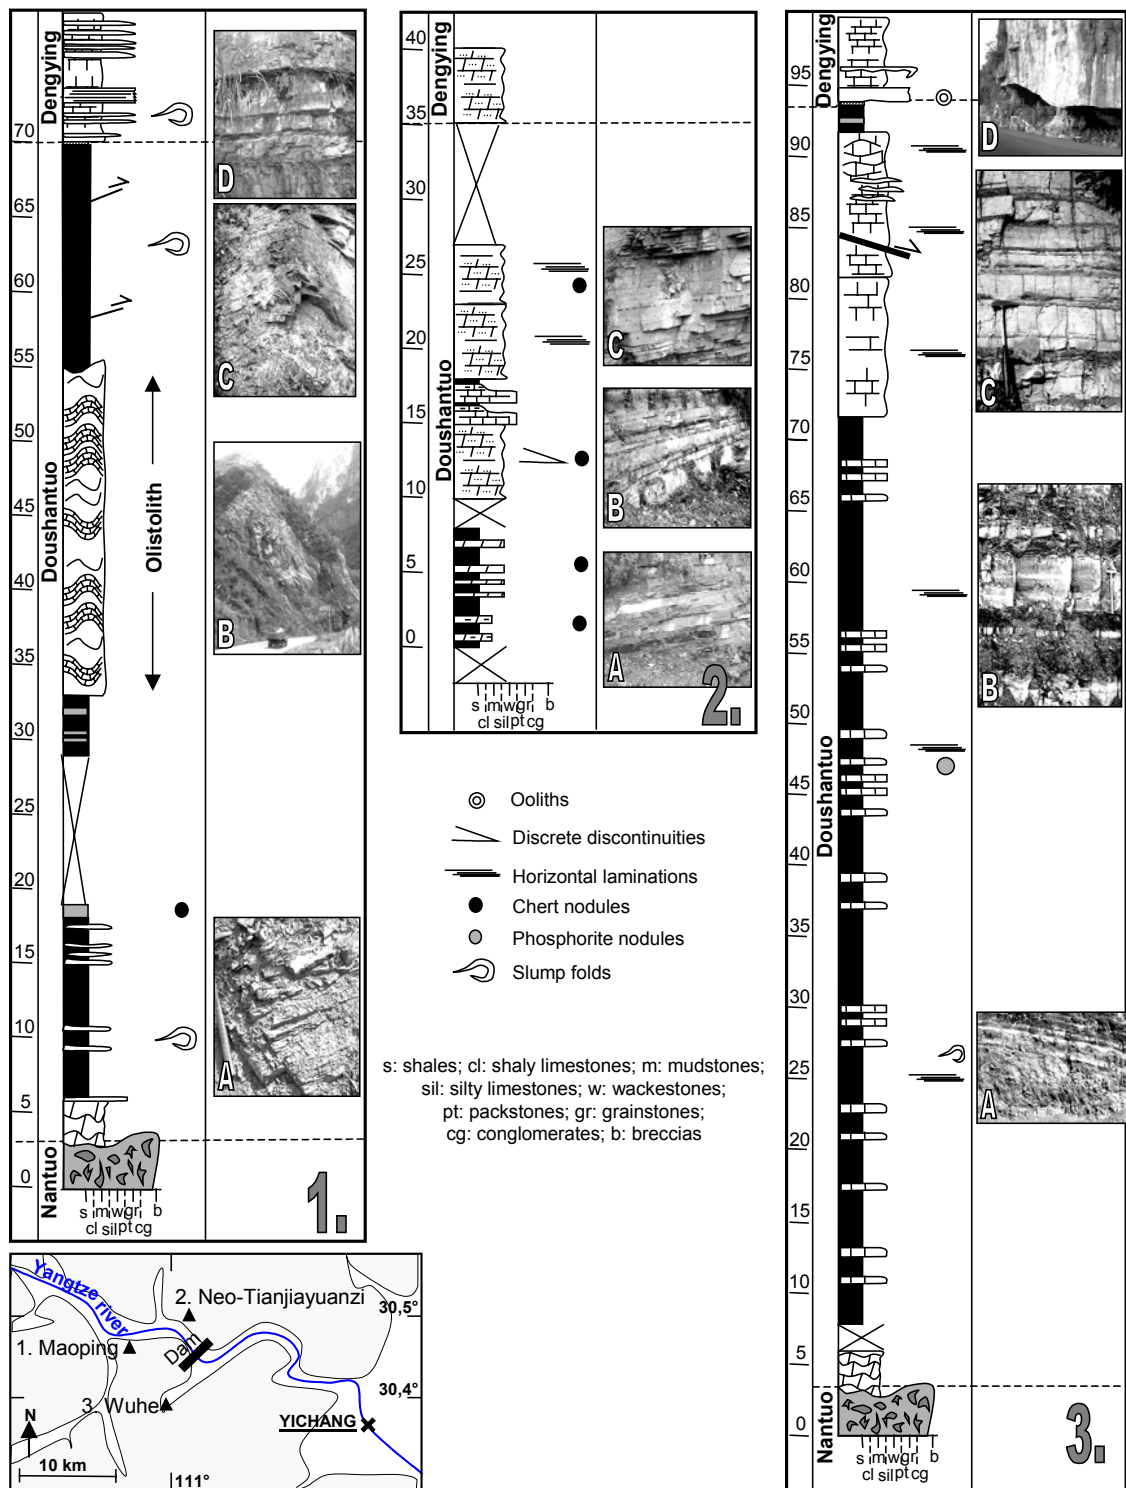 Dengying
Doushantuo
Nantuo
70
65
60
55
50
45
40
35
30
25
20
15
10
5
0
Olistolith
D
C
B
A
s m w gr b
cl sil pt cg
1.
Dengying
Doushantuo
40
35
30
25
20
15
10
5
0
C
B
A
s m w gr b
cl sil pt cg
2.
Ooliths
Discrete discontinuities
Horizontal laminations
Chert nodules
Phosphorite nodules
Slump folds
s: shales; cl: shaly limestones; m: mudstones;
sil: silty limestones; w: wackestones;
pt: packstones; gr: grainstones;
cg: conglomerates; b: breccias
Dengying
Doushantuo
Nantuo
95
90
85
80
75
70
65
60
55
50
45
40
35
30
25
20
15
10
5
0
D
C
B
A
s m w gr b
cl sil pt cg
3.
Yangtze river
2. Neo-Tianjiayuanzi
30,5°
1. Maoping
Dam
3. Wuhe
30,4°
YICHANG
N
10 km
111°